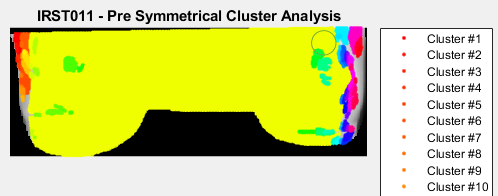 IRST011 - Pre Symmetrical Cluster Analysis
Cluster #1
Cluster #2
Cluster #3
Cluster #4
Cluster #5
Cluster #6
Cluster #7
Cluster #8
Cluster #9
Cluster #10